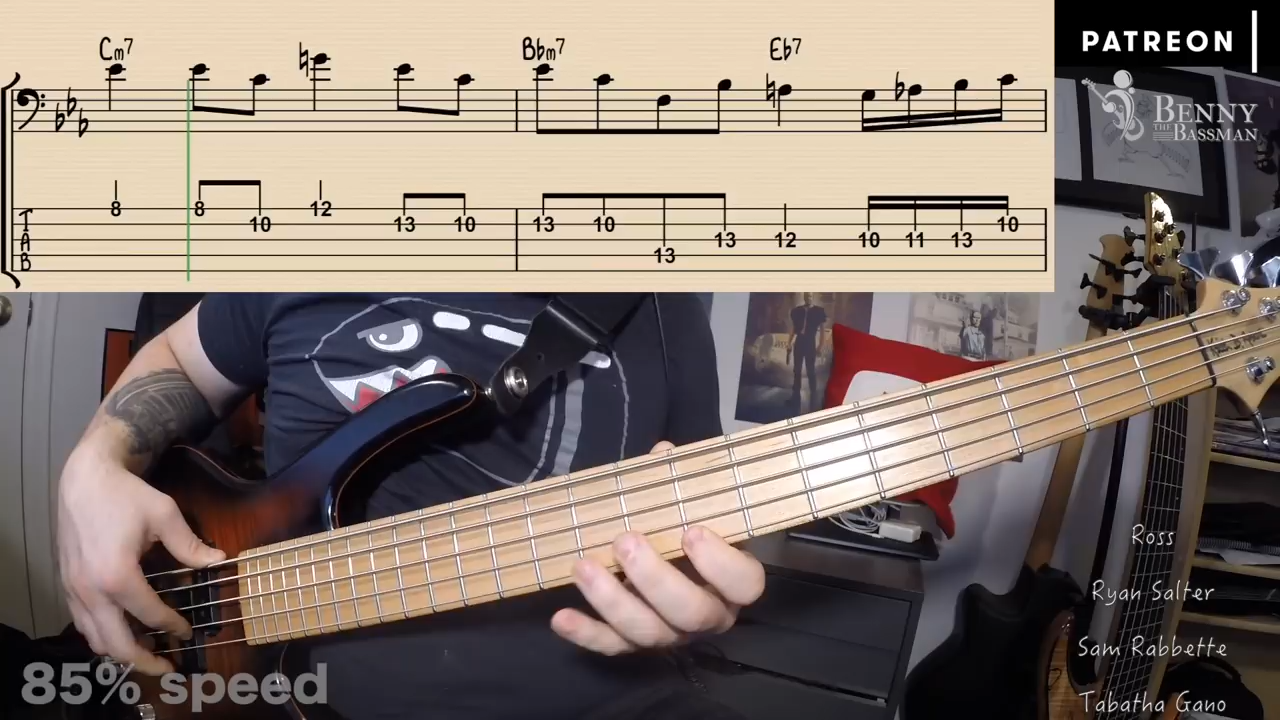 Cm7 Bbm7 Eb7
8 8 10 12 13 10 13 10 13 13 12 10 11 13 10
T
A
B
PATREON
BENNY
THE
BASSMAN
Ross
Ryan Salter
Sam Rabbette
Tabatha Gano
85% speed